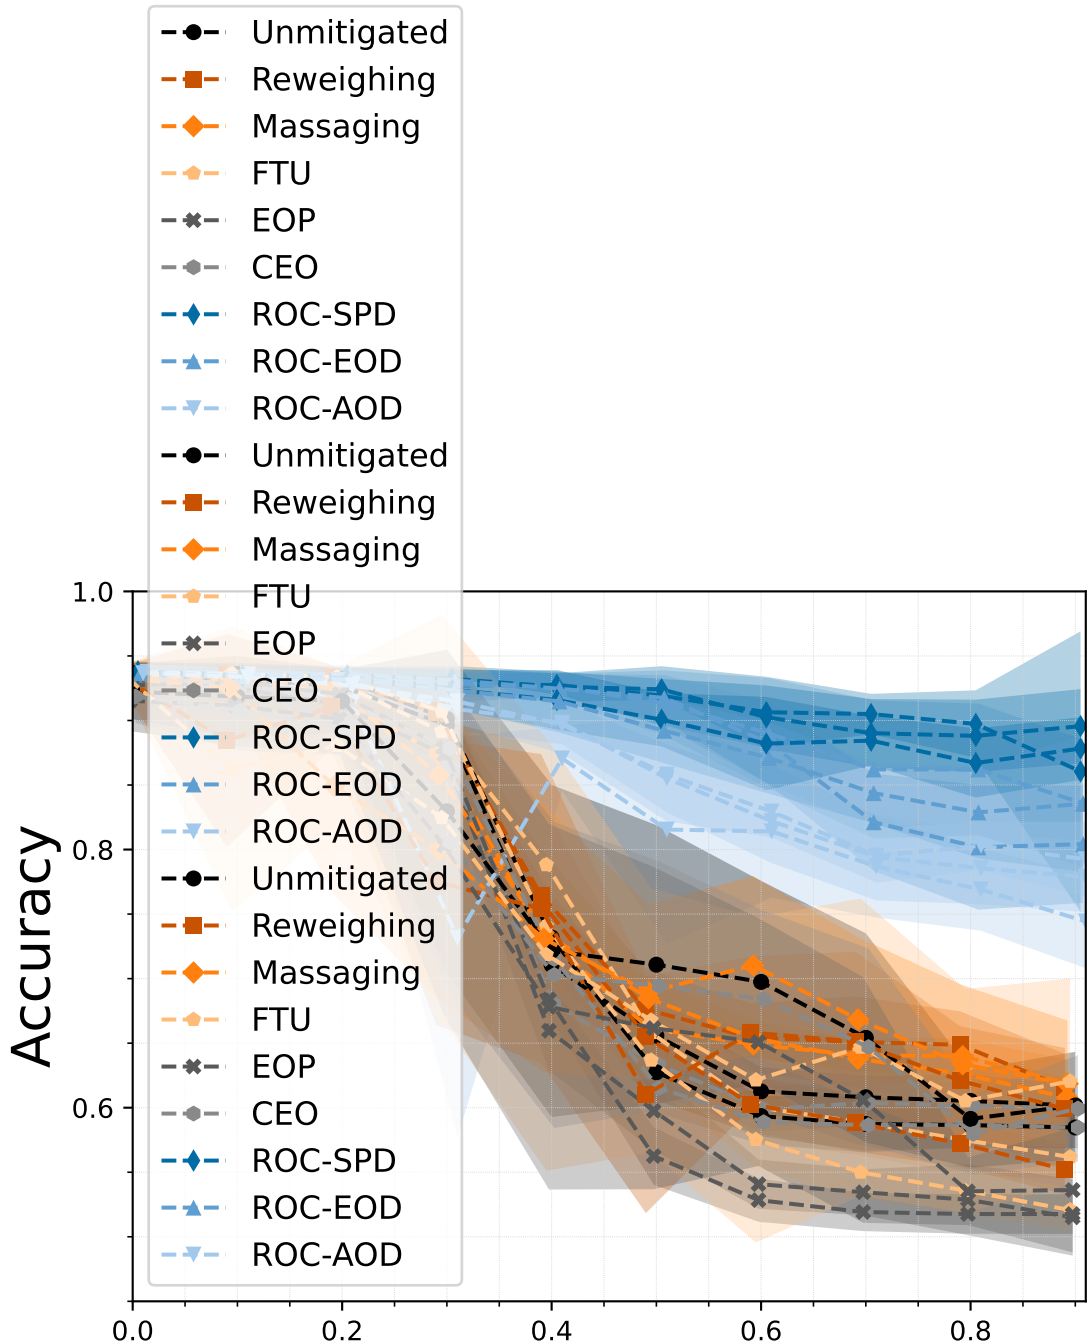 Unmitigated
Reweighing
Massaging
FTU
EOP
CEO
ROC-SPD
ROC-EOD
ROC-AOD
Unmitigated
Reweighing
Massaging
FTU
EOP
CEO
ROC-SPD
ROC-EOD
ROC-AOD
Unmitigated
Reweighing
Massaging
FTU
EOP
CEO
ROC-SPD
ROC-EOD
ROC-AOD
1.0
0.8
0.6
Accuracy
0.0 0.2 0.4 0.6 0.8